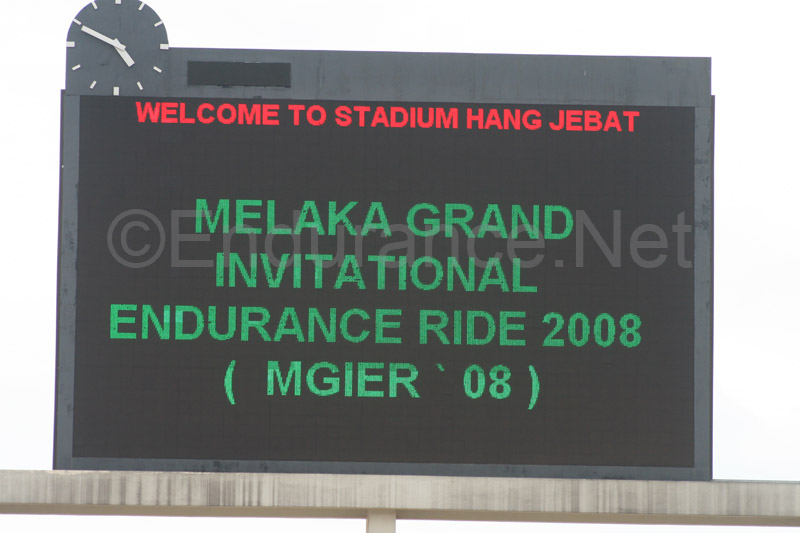 WELCOME TO STADIUM HANG JEBAT
MELAKA GRAND
©Endurance.Net
INVITATIONAL
ENDURANCE RIDE 2008
( MGIER ` 08 )